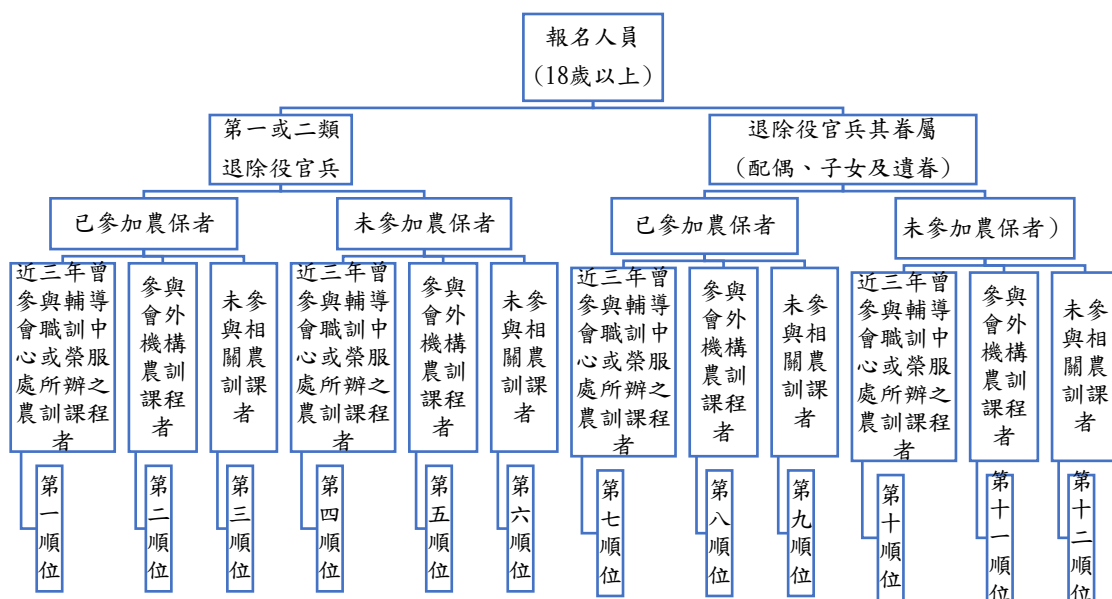 報名人員
(18歲以上)
第一或二類
退除役官兵
退除役官兵其眷屬
(配偶、子女及遺眷)
已參加農保者
未參加農保者
已參加農保者
未參加農保者)
近三年曾
參與輔導
會職訓中
心或榮服
處所辦之
農訓課程
者
參與
會外
機構
農訓
課程
者
未參
與相
關農
訓課
者
近三年曾
參與輔導
會職訓中
心或榮服
處所辦之
農訓課程
者
參與
會外
機構
農訓
課程
者
未參
與相
關農
訓課
者
近三年曾
參與輔導
會職訓中
心或榮服
處所辦之
農訓課程
者
參與
會外
機構
農訓
課程
者
未參
與相
關農
訓課
者
近三年曾
參與輔導
會職訓中
心或榮服
處所辦之
農訓課程
者
參與
會外
機構
農訓
課程
者
未參
與相
關農
訓課
者
第一順位
第二順位
第三順位
第四順位
第五順位
第六順位
第七順位
第八順位
第九順位
第十順位
第十一順位
第十二順位